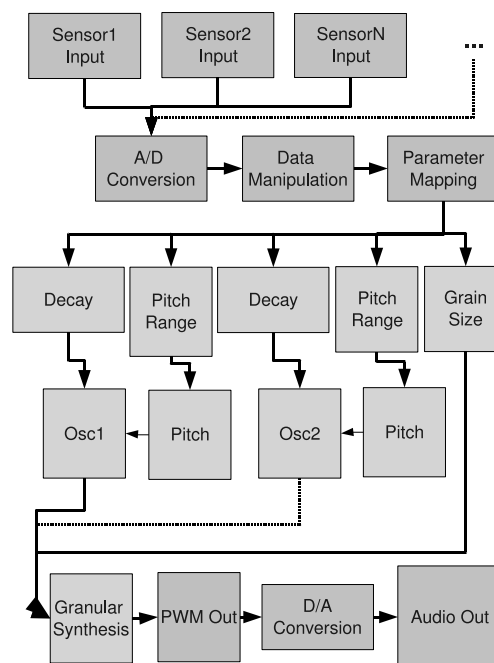 Sensor1
Input
Sensor2
Input
SensorN
Input
...
A/D
Conversion
Data
Manipulation
Parameter
Mapping
Decay
Pitch
Range
Decay
Pitch
Range
Grain
Size
Osc1
Pitch
Osc2
Pitch
Granular
Synthesis
PWM Out
D/A
Conversion
Audio Out